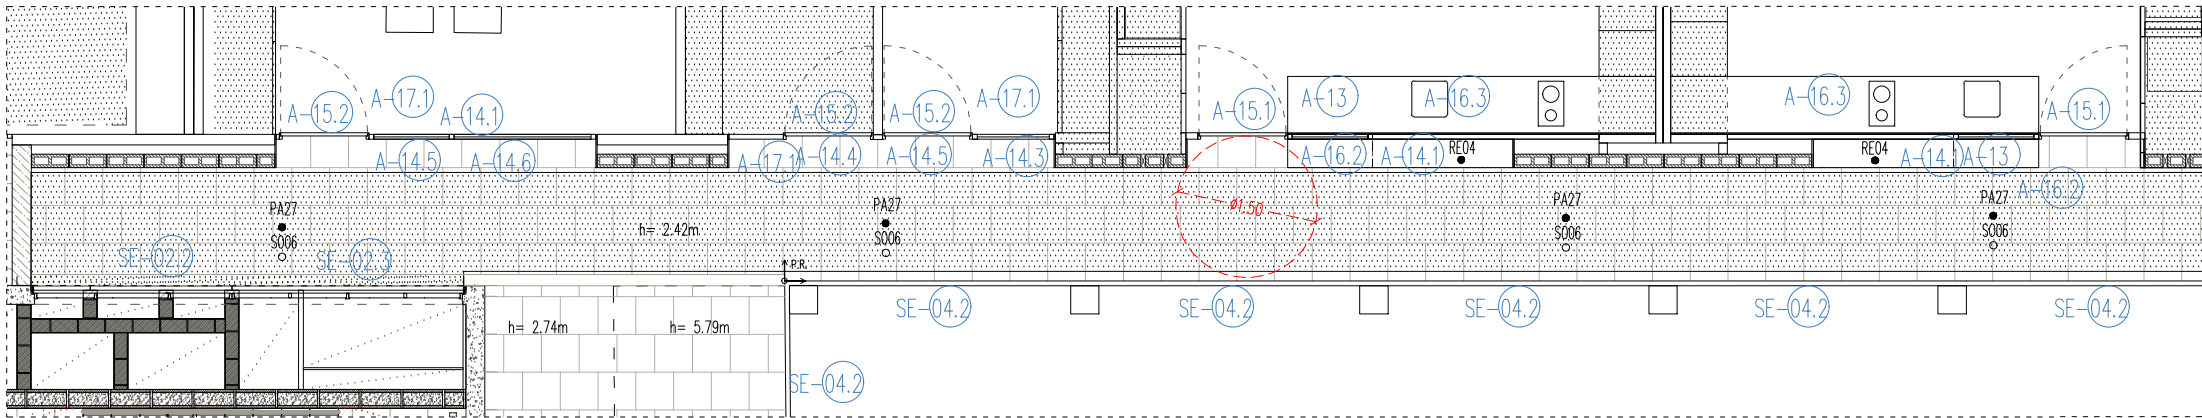 A-15.2
A-17.1
A-14.1
A-15.2
A-15.2
A-17.1
A-15.1
A-13
A-16.3
A-16.3
A-15.1
A-14.5
A-14.6
A-17.1
A-14.4
A-14.5
A-14.3
A-16.2
A-14.1
RE04
RE04
A-14.1
A-13
A-16.2
PA27
S006
h= 2.42m
PA27
S006
ø1.50
PA27
S006
PA27
S006
SE-02.2
SE-02.3
P.R.
SE-04.2
SE-04.2
SE-04.2
SE-04.2
SE-04.2
h= 2.74m
h= 5.79m
SE-04.2